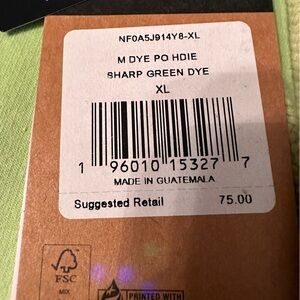 NF0A5J914Y8-XL
M DYE PO HDIE
SHARP GREEN DYE
XL
1 96010 15327 7
MADE IN GUATEMALA
Suggested Retail 75.00
FSC
MIX
PRINTED WITH